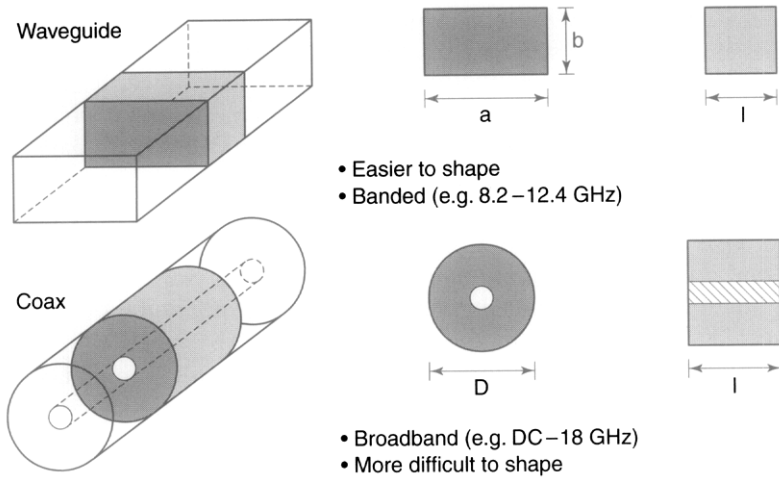 Waveguide
b
a
l
• Easier to shape
• Banded (e.g. 8.2–12.4 GHz)
Coax
D
l
• Broadband (e.g. DC–18 GHz)
• More difficult to shape